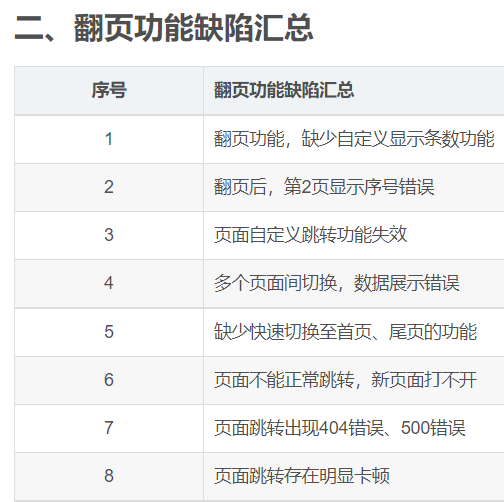 二、翻页功能缺陷汇总
序号 翻页功能缺陷汇总
1 翻页功能，缺少自定义显示条数功能
2 翻页后，第2页显示序号错误
3 页面自定义跳转功能失效
4 多个页面间切换，数据展示错误
5 缺少快速切换至首页、尾页的功能
6 页面不能正常跳转，新页面打不开
7 页面跳转出现404错误、500错误
8 页面跳转存在明显卡顿